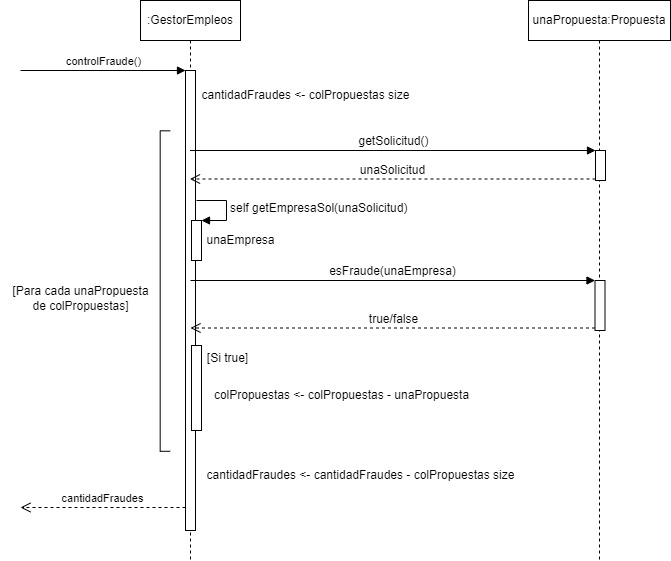 :GestorEmpleos
unaPropuesta:Propuesta
controlFraude()
cantidadFraudes <- colPropuestas size
getSolicitud()
unaSolicitud
self getEmpresaSol(unaSolicitud)
unaEmpresa
esFraude(unaEmpresa)
[Para cada unaPropuesta
de colPropuestas]
true/false
[Si true]
colPropuestas <- colPropuestas - unaPropuesta
cantidadFraudes <- cantidadFraudes - colPropuestas size
cantidadFraudes